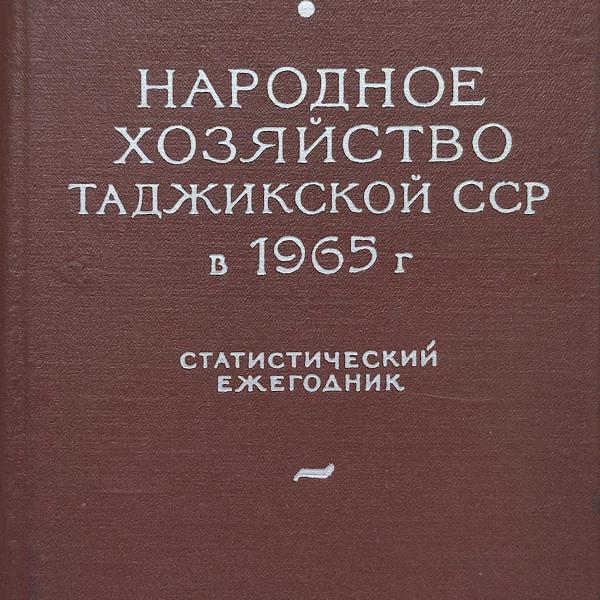 НАРОДНОЕ
ХОЗЯЙСТВО
ТАДЖИКСКОЙ ССР
в 1965 г
СТАТИСТИЧЕСКИЙ
ЕЖЕГОДНИК